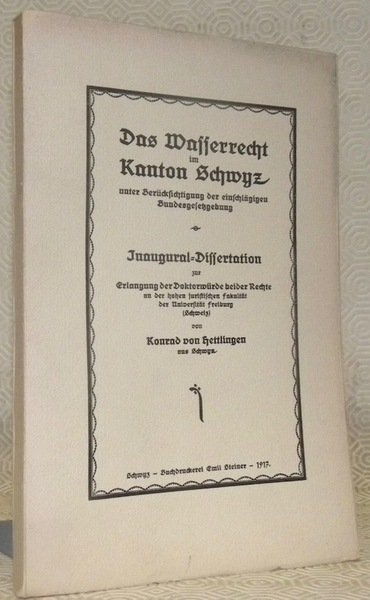 Das Wasserrecht
im
Kanton Schwyz
unter Berücksichtigung der einschlägigen
Bundesgesetzgebung
Inaugural-Dissertation
zur
Erlangung der Doktorwürde beider Rechte
an der hohen juristischen Fakultät
der Universität Freiburg
(Schweiz)
von
Konrad von Hettlingen
aus Schwyz.
Schwyz – Buchdruckerei Emil Steiner – 1917.